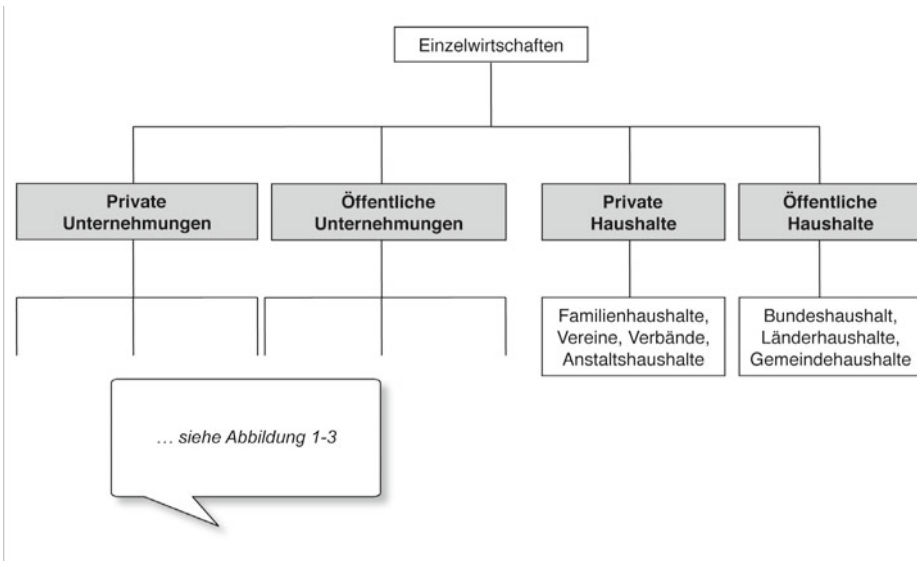 Einzelwirtschaften
Private
Unternehmungen
Öffentliche
Unternehmungen
Private
Haushalte
Öffentliche
Haushalte
Familienhaushalte,
Vereine, Verbände,
Anstaltshaushalte
Bundeshaushalt,
Länderhaushalte,
Gemeindehaushalte
... siehe Abbildung 1-3